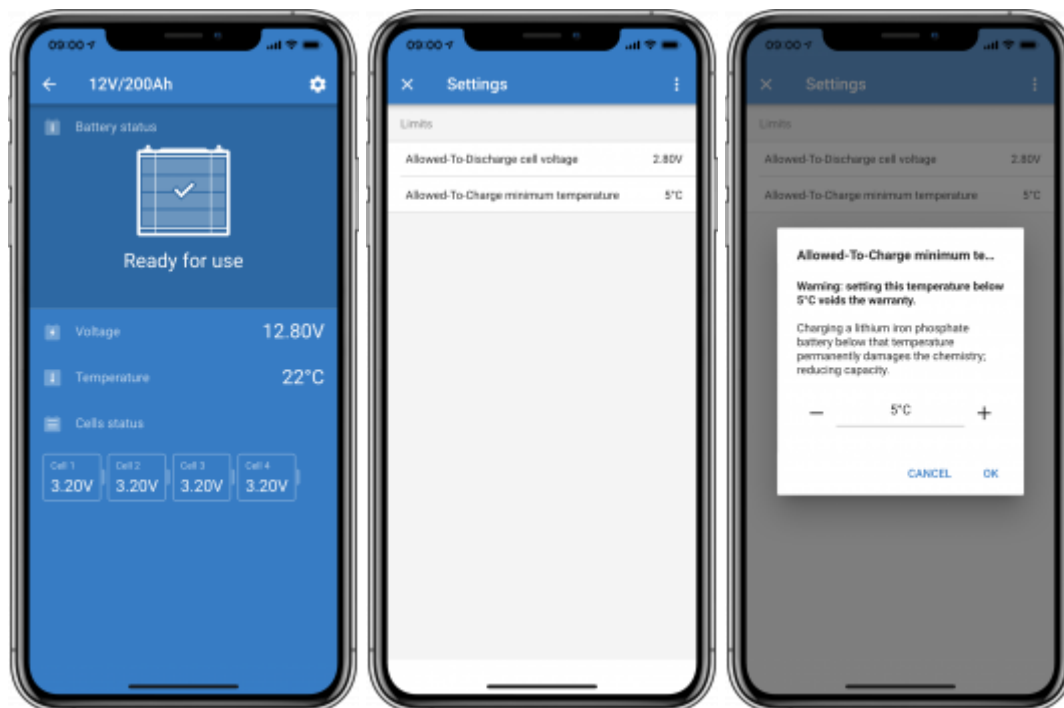 09:00
12V/200Ah
Battery status
Ready for use
Voltage 12.80V
Temperature 22°C
Cells status
Cell 1 Cell 2 Cell 3 Cell 4
3.20V 3.20V 3.20V 3.20V
09:00
Settings
Limits
Allowed-To-Discharge cell voltage 2.80V
Allowed-To-Charge minimum temperature 5°C
09:00
Settings
Limits
Allowed-To-Discharge cell voltage 2.80V
Allowed-To-Charge minimum temperature 5°C
Allowed-To-Charge minimum te...
Warning: setting this temperature below
5°C voids the warranty.
Charging a lithium iron phosphate
battery below that temperature
permanently damages the chemistry;
reducing capacity.
5°C
CANCEL OK